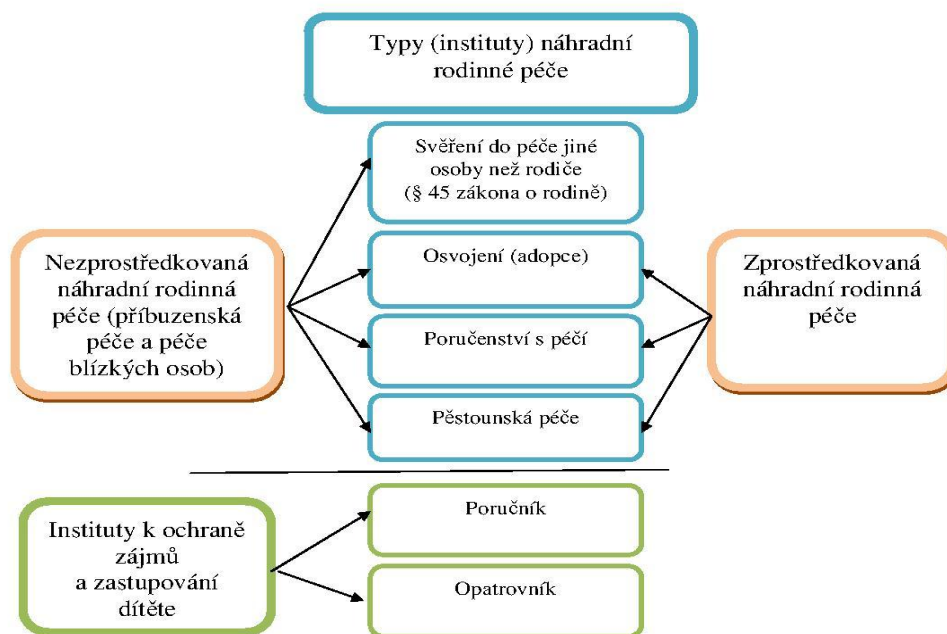 Typy (instituty) náhradní
rodinné péče
Svěření do péče jiné
osoby než rodiče
(§ 45 zákona o rodině)
Nezprostředkovaná
náhradní rodinná
péče (příbuzenská
péče a péče
blízkých osob)
Osvojení (adopce)
Poručenství s péčí
Pěstounská péče
Zprostředkovaná
náhradní rodinná
péče
Instituty k ochraně
zájmů
a zastupování
dítěte
Poručník
Opatrovník